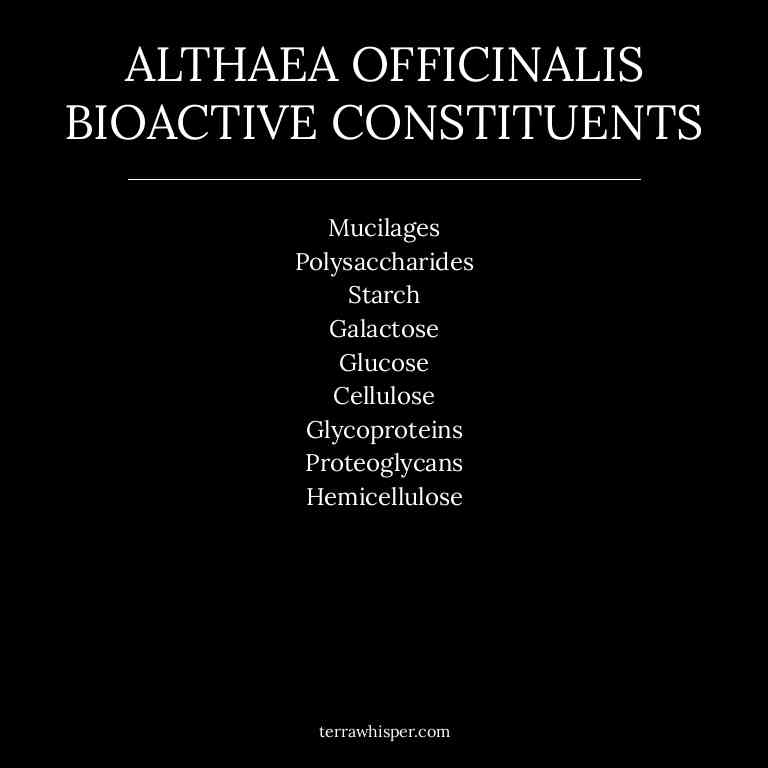 ALTHAEA OFFICINALIS
BIOACTIVE CONSTITUENTS
Mucilages
Polysaccharides
Starch
Galactose
Glucose
Cellulose
Glycoproteins
Proteoglycans
Hemicellulose
terrawhisper.com